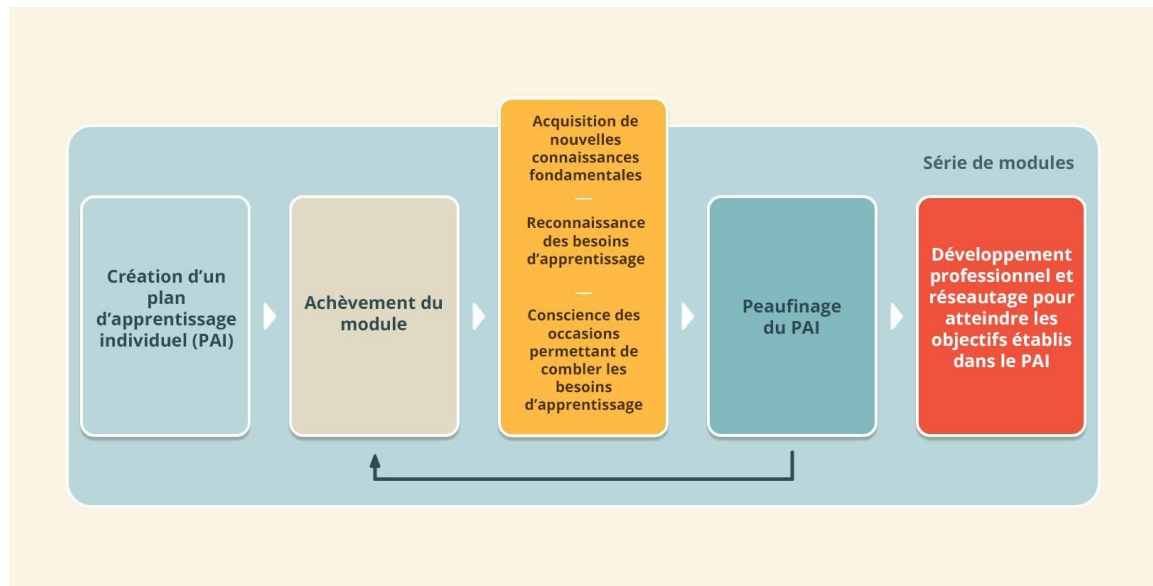 Série de modules
Création d’un
plan
d’apprentissage
individuel (PAI)
Achèvement du
module
Acquisition de
nouvelles
connaissances
fondamentales
—
Reconnaissance
des besoins
d’apprentissage
—
Conscience des
occasions
permettant de
combler les
besoins
d’apprentissage
Peaufinage
du PAI
Développement
professionnel et
réseautage pour
atteindre les
objectifs établis
dans le PAI